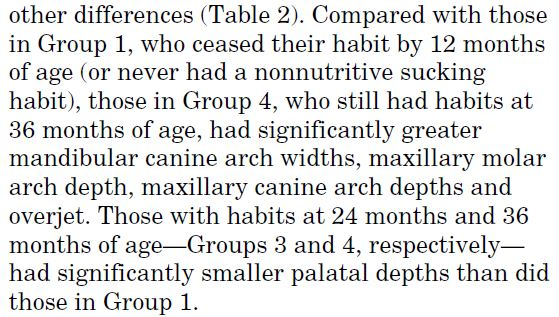 other differences (Table 2). Compared with those
in Group 1, who ceased their habit by 12 months
of age (or never had a nonnutritive sucking
habit), those in Group 4, who still had habits at
36 months of age, had significantly greater
mandibular canine arch widths, maxillary molar
arch depth, maxillary canine arch depths and
overjet. Those with habits at 24 months and 36
months of age—Groups 3 and 4, respectively—
had significantly smaller palatal depths than did
those in Group 1.